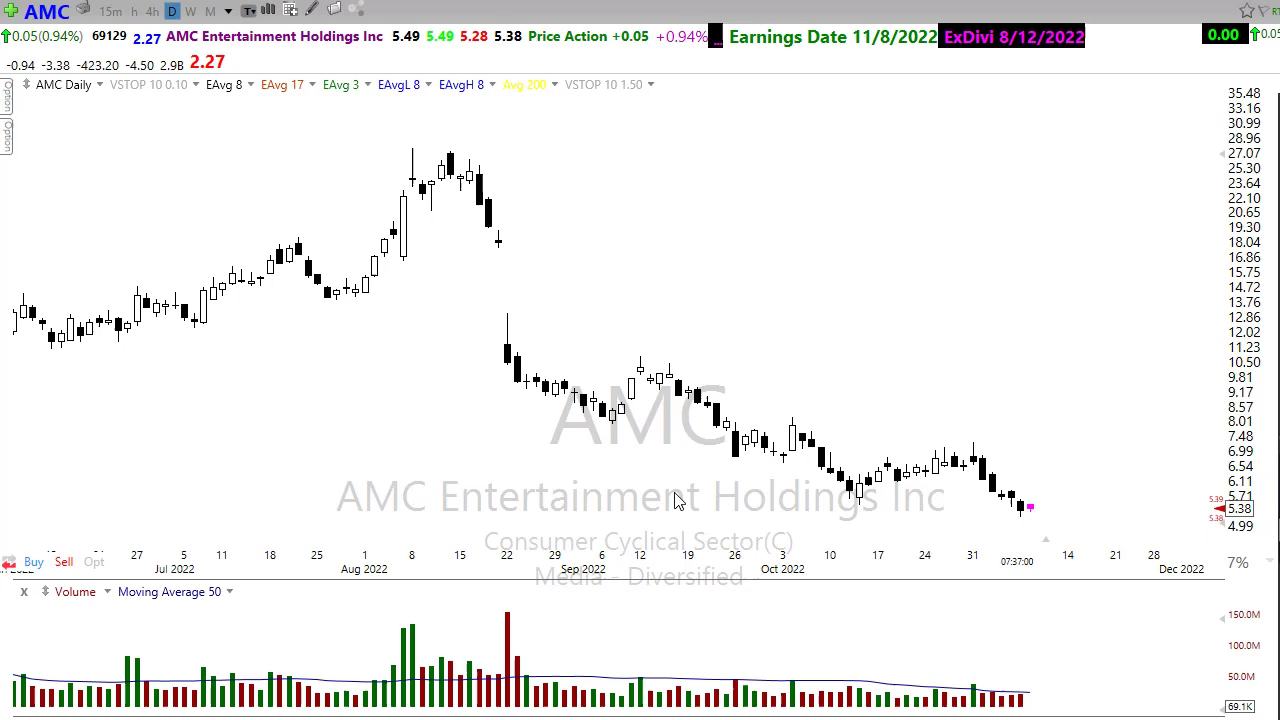 AMC 15m h 4h D W M T
0.05(0.94%) 69129 2.27 AMC Entertainment Holdings Inc 5.49 5.49 5.28 5.38 Price Action +0.05 +0.94% ... Earnings Date 11/8/2022 ExDivi 8/12/2022 0.00 0.05
-0.94 -3.38 -423.20 -4.50 2.9B 2.27
AMC Daily VSTOP 10 0.10 EAvg 8 EAvg 17 EAvg 3 EAvgL 8 EAvgH 8 Avg 200 VSTOP 10 1.50
Option
Option
35.48
33.16
30.99
28.96
27.07
25.30
23.64
22.10
20.65
19.30
18.04
16.86
15.75
14.72
13.76
12.86
12.02
11.23
10.50
9.81
9.17
8.57
8.01
7.48
6.99
6.54
6.11
5.71
5.39
5.38
5.38
4.99
AMC
AMC Entertainment Holdings Inc
Consumer Cyclical Sector(C)
Media - Diversified
27 5 11 18 25 1 8 15 22 29 6 12 19 26 3 10 17 24 31 14 21 28
Buy Sell Opt
Jul 2022 Aug 2022 Sep 2022 Oct 2022 07:37:00 Dec 2022
7%
X Volume Moving Average 50
150.0M
100.0M
50.0M
69.1K